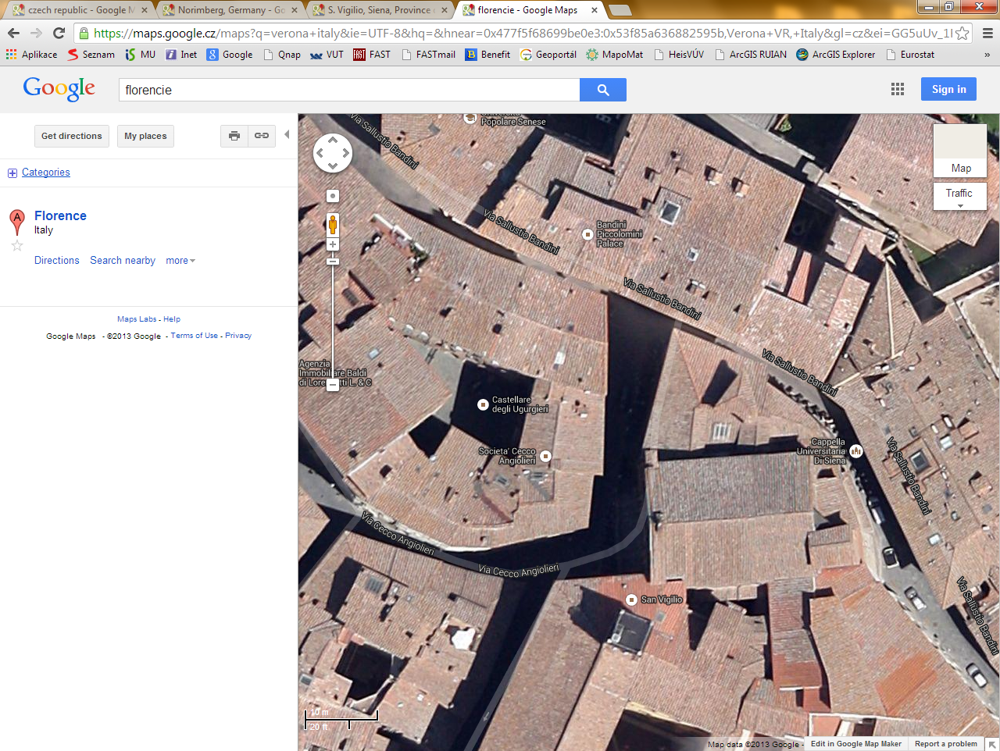 czech republic - Google M
Norimberg, Germany - Go
S. Vigilio, Siena, Province
florencie - Google Maps
https://maps.google.cz/maps?q=verona+italy&ie=UTF-8&hq=&hnear=0x477f5f68699be0e3:0x53f85a636882595b,Verona+VR,+Italy&gl=cz&ei=GG5uUv_1
Aplikace
Seznam
MU
Inet
Google
Qnap
VUT
FAST
FASTmail
Benefit
Geoportál
MapoMat
HeisVÚV
ArcGIS RUIAN
ArcGIS Explorer
Eurostat
»
Google
florencie
Sign in
Get directions
My places
Categories
A
Florence
Italy
Directions
Search nearby
more
Maps Labs - Help
Google Maps - ©2013 Google - Terms of Use - Privacy
Popolare Senese
Via Sallustio Bandini
Map
Traffic
Via Sallustio Bandini
Bandini
Piccolomini
Palace
Via Sallustio Bandini
Via Sallustio Bandini
Agenzia
Immobiliare Baldi
di Lorenzetti L. & C
Castellare
degli Ugurgieri
Societa' Cecco
Angiolieri
Cappella
Universitaria
Di Siena
Via Sallustio Bandini
Via Cecco Angiolieri
Via Cecco Angiolieri
San Vigilio
Via Sallustio Bandini
10 m
20 ft
Map data ©2013 Google -
Edit in Google Map Maker
Report a problem